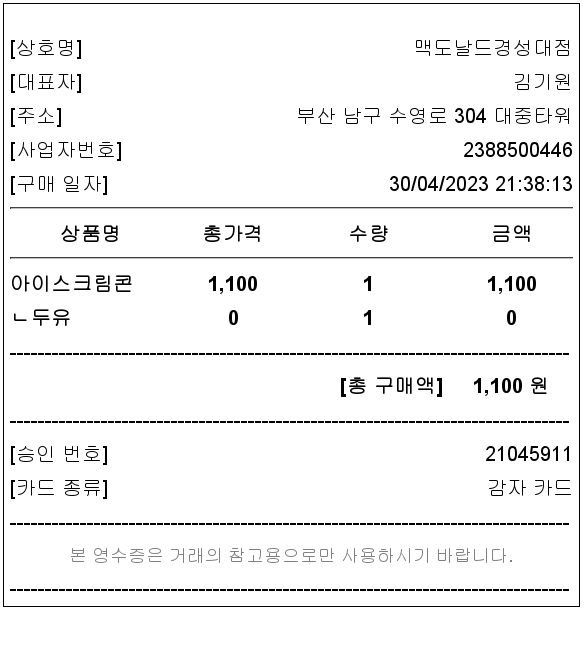 [상호명] 맥도날드경성대점
[대표자] 김기원
[주소] 부산 남구 수영로 304 대중타워
[사업자번호] 2388500446
[구매 일자] 30/04/2023 21:38:13
상품명 총가격 수량 금액
아이스크림콘 1,100 1 1,100
ㄴ두유 0 1 0
[총 구매액] 1,100 원
[승인 번호] 21045911
[카드 종류] 감자 카드
본 영수증은 거래의 참고용으로만 사용하시기 바랍니다.